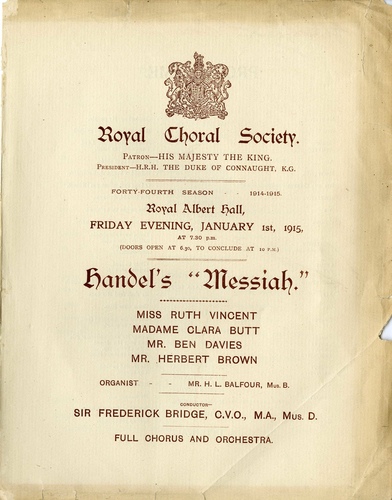 Royal Choral Society.
PATRON—HIS MAJESTY THE KING.
PRESIDENT—H.R.H. THE DUKE OF CONNAUGHT, K.G.
FORTY-FOURTH SEASON - - 1914-1915.
Royal Albert Hall,
FRIDAY EVENING, JANUARY 1st, 1915,
AT 7.30 p.m.
(DOORS OPEN AT 6.30, TO CONCLUDE AT 10 P.M.)
Handel's "Messiah."
MISS RUTH VINCENT
MADAME CLARA BUTT
MR. BEN DAVIES
MR. HERBERT BROWN
ORGANIST - - MR. H. L. BALFOUR, MUS. B.
CONDUCTOR—
SIR FREDERICK BRIDGE, C.V.O., M.A., MUS. D.
FULL CHORUS AND ORCHESTRA.